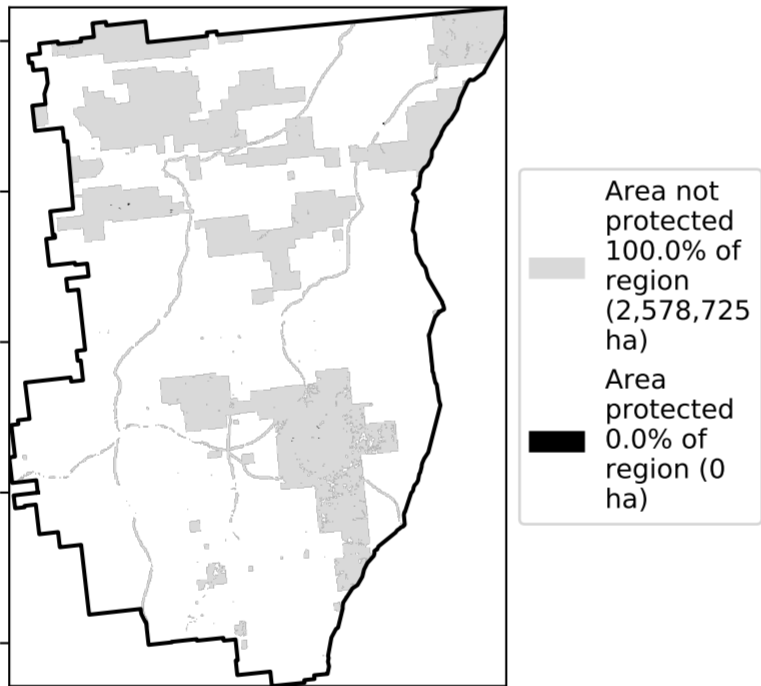 Area not
protected
100.0% of
region
(2,578,725
ha)
Area
protected
0.0% of
region (0
ha)